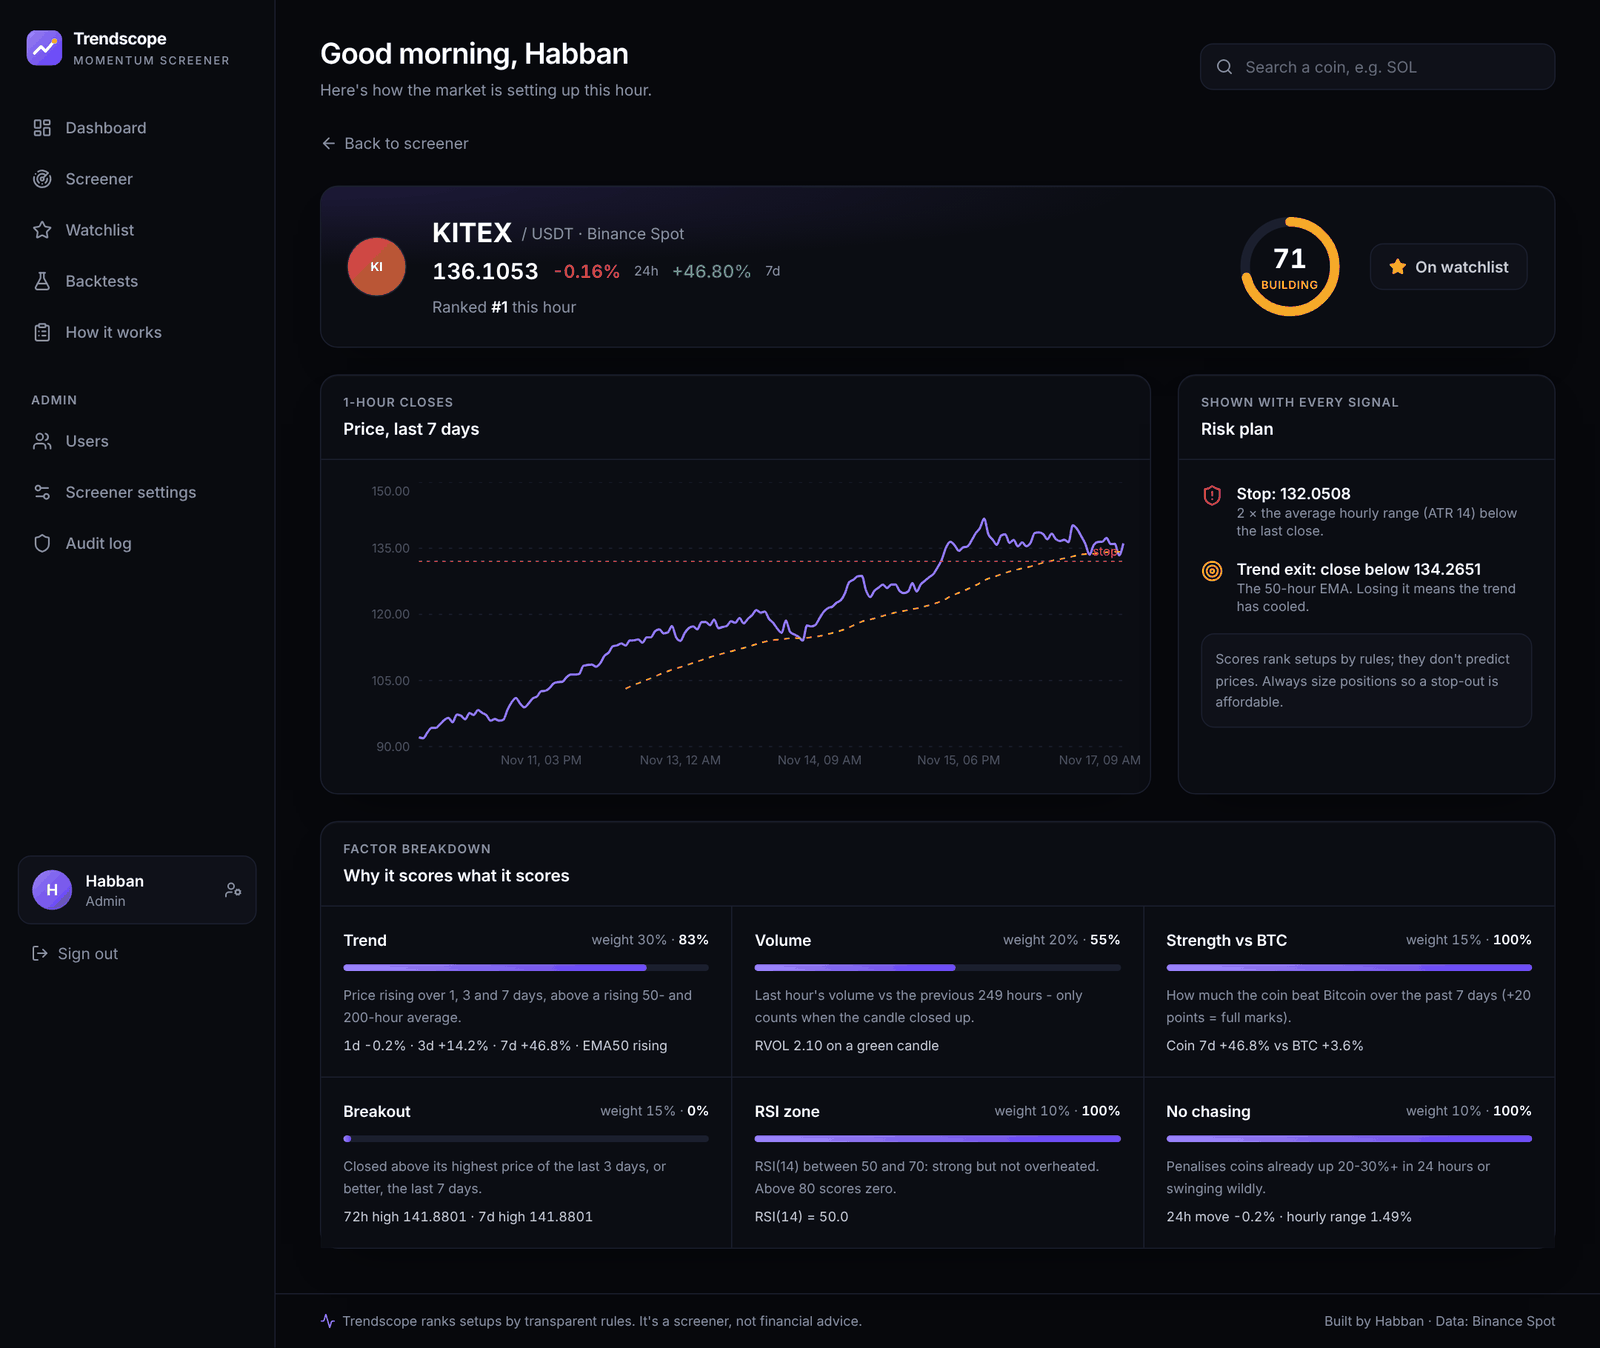 Trendscope
MOMENTUM SCREENER
Dashboard
Screener
Watchlist
Backtests
How it works
ADMIN
Users
Screener settings
Audit log
H
Habban
Admin
Sign out
Good morning, Habban
Here's how the market is setting up this hour.
Search a coin, e.g. SOL
Back to screener
KI
KITEX / USDT · Binance Spot
136.1053 -0.16% 24h +46.80% 7d
Ranked #1 this hour
71
BUILDING
On watchlist
1-HOUR CLOSES
Price, last 7 days
150.00
135.00
120.00
105.00
90.00
stop
Nov 11, 03 PM
Nov 13, 12 AM
Nov 14, 09 AM
Nov 15, 06 PM
Nov 17, 09 AM
SHOWN WITH EVERY SIGNAL
Risk plan
Stop: 132.0508
2 × the average hourly range (ATR 14) below
the last close.
Trend exit: close below 134.2651
The 50-hour EMA. Losing it means the trend
has cooled.
Scores rank setups by rules; they don't predict
prices. Always size positions so a stop-out is
affordable.
FACTOR BREAKDOWN
Why it scores what it scores
Trend weight 30% · 83%
Price rising over 1, 3 and 7 days, above a rising 50- and
200-hour average.
1d -0.2% · 3d +14.2% · 7d +46.8% · EMA50 rising
Volume weight 20% · 55%
Last hour's volume vs the previous 249 hours - only
counts when the candle closed up.
RVOL 2.10 on a green candle
Strength vs BTC weight 15% · 100%
How much the coin beat Bitcoin over the past 7 days (+20
points = full marks).
Coin 7d +46.8% vs BTC +3.6%
Breakout weight 15% · 0%
Closed above its highest price of the last 3 days, or
better, the last 7 days.
72h high 141.8801 · 7d high 141.8801
RSI zone weight 10% · 100%
RSI(14) between 50 and 70: strong but not overheated.
Above 80 scores zero.
RSI(14) = 50.0
No chasing weight 10% · 100%
Penalises coins already up 20-30%+ in 24 hours or
swinging wildly.
24h move -0.2% · hourly range 1.49%
Trendscope ranks setups by transparent rules. It's a screener, not financial advice.
Built by Habban · Data: Binance Spot